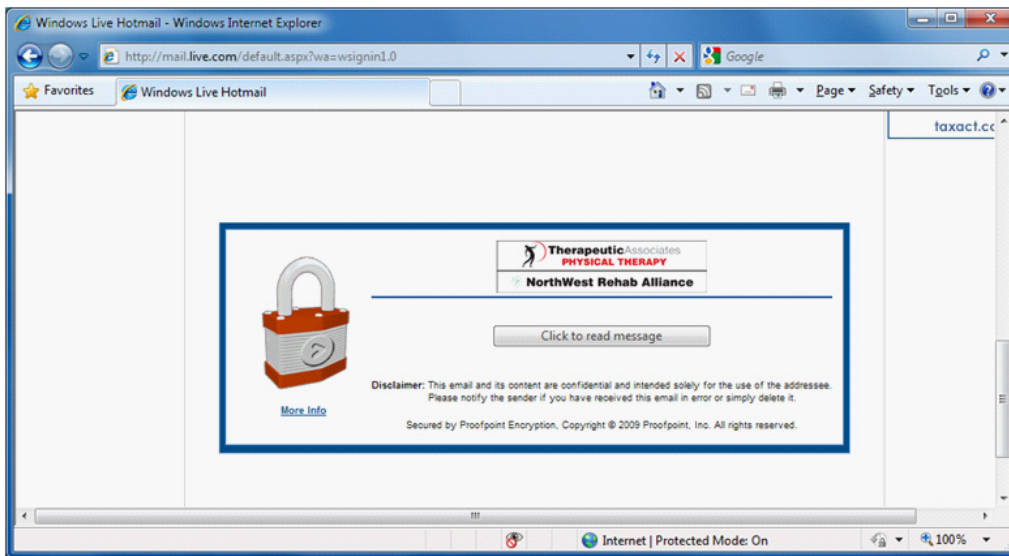 Windows Live Hotmail - Windows Internet Explorer
http://mail.live.com/default.aspx?wa=wsignin1.0
Google
Favorites
Windows Live Hotmail
Page
Safety
Tools
taxact.cc
TherapeuticAssociates
PHYSICAL THERAPY
NorthWest Rehab Alliance
Click to read message
Disclaimer: This email and its content are confidential and intended solely for the use of the addressee.
Please notify the sender if you have received this email in error or simply delete it.
More Info
Secured by Proofpoint Encryption, Copyright © 2009 Proofpoint, Inc. All rights reserved.
Internet | Protected Mode: On
100%